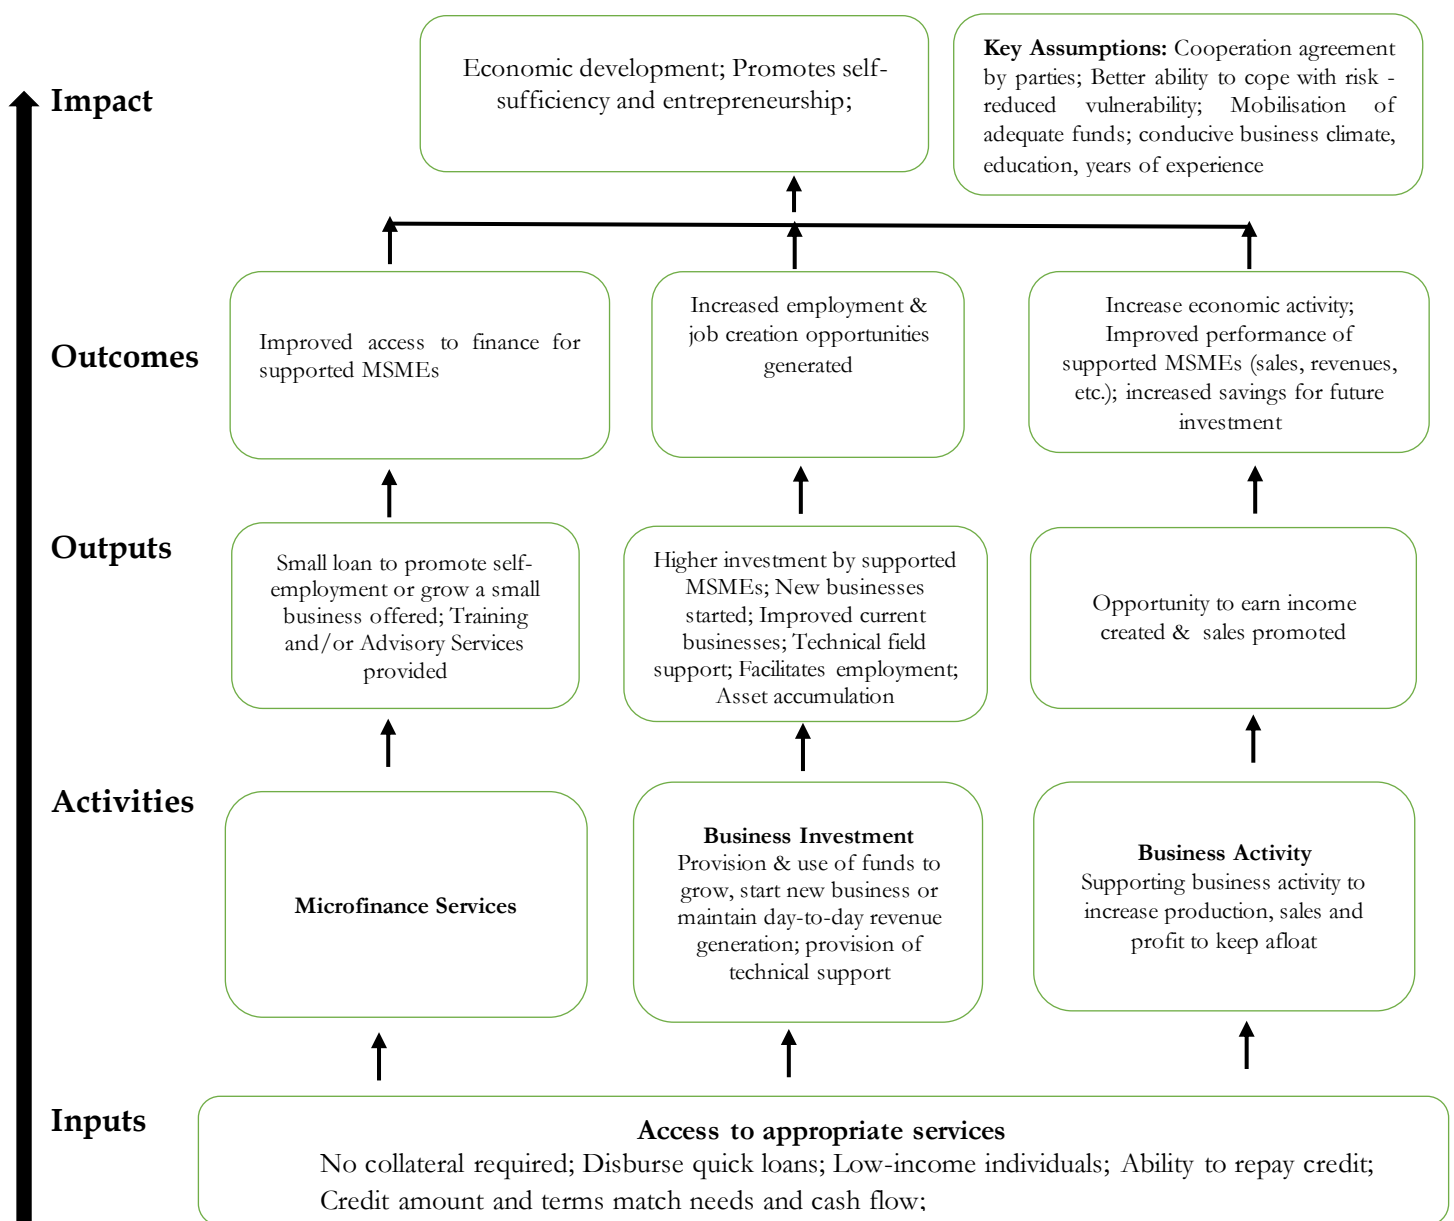 Impact
Economic development; Promotes self-
sufficiency and entrepreneurship;
Key Assumptions: Cooperation agreement
by parties; Better ability to cope with risk -
reduced vulnerability; Mobilisation of
adequate funds; conducive business climate,
education, years of experience
Outcomes
Improved access to finance for
supported MSMEs
Increased employment &
job creation opportunities
generated
Increase economic activity;
Improved performance of
supported MSMEs (sales, revenues,
etc.); increased savings for future
investment
Outputs
Small loan to promote self-
employment or grow a small
business offered; Training
and/or Advisory Services
provided
Higher investment by supported
MSMEs; New businesses
started; Improved current
businesses; Technical field
support; Facilitates employment;
Asset accumulation
Opportunity to earn income
created & sales promoted
Activities
Microfinance Services
Business Investment
Provision & use of funds to
grow, start new business or
maintain day-to-day revenue
generation; provision of
technical support
Business Activity
Supporting business activity to
increase production, sales and
profit to keep afloat
Inputs
Access to appropriate services
No collateral required; Disburse quick loans; Low-income individuals; Ability to repay credit;
Credit amount and terms match needs and cash flow;